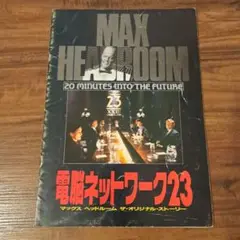 MAX
HEADROOM
20 MINUTES INTO THE FUTURE
23
電脳ネットワーク23
マックス・ヘッドルーム ザ・オリジナル・ストーリー